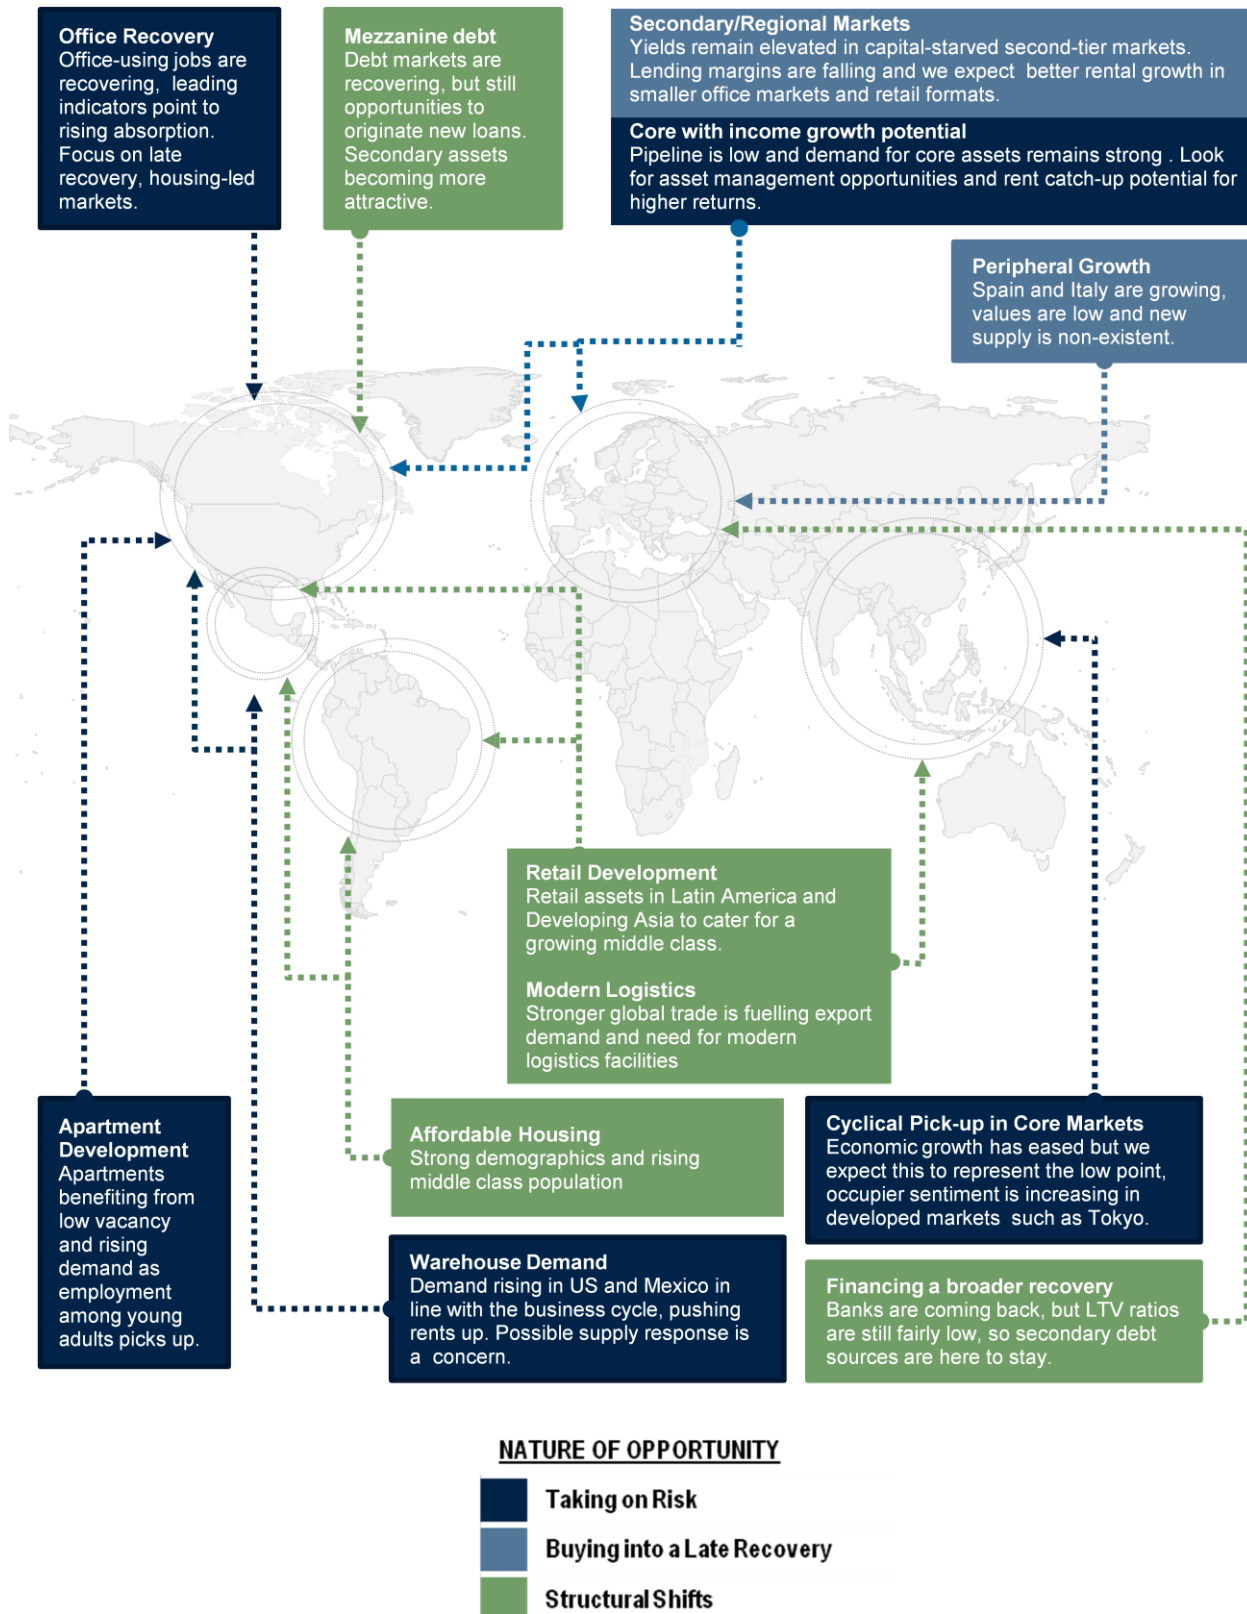 Office Recovery
Office-using jobs are
recovering, leading
indicators point to
rising absorption.
Focus on late
recovery, housing-led
markets.
Mezzanine debt
Debt markets are
recovering, but still
opportunities to
originate new loans.
Secondary assets
becoming more
attractive.
Secondary/Regional Markets
Yields remain elevated in capital-starved second-tier markets.
Lending margins are falling and we expect better rental growth in
smaller office markets and retail formats.
Core with income growth potential
Pipeline is low and demand for core assets remains strong . Look
for asset management opportunities and rent catch-up potential for
higher returns.
Peripheral Growth
Spain and Italy are growing,
values are low and new
supply is non-existent.
Retail Development
Retail assets in Latin America and
Developing Asia to cater for a
growing middle class.
Modern Logistics
Stronger global trade is fuelling export
demand and need for modern
logistics facilities
Apartment
Development
Apartments
benefiting from
low vacancy
and rising
demand as
employment
among young
adults picks up.
Affordable Housing
Strong demographics and rising
middle class population
Warehouse Demand
Demand rising in US and Mexico in
line with the business cycle, pushing
rents up. Possible supply response is
a concern.
Cyclical Pick-up in Core Markets
Economic growth has eased but we
expect this to represent the low point,
occupier sentiment is increasing in
developed markets such as Tokyo.
Financing a broader recovery
Banks are coming back, but LTV ratios
are still fairly low, so secondary debt
sources are here to stay.
NATURE OF OPPORTUNITY
Taking on Risk
Buying into a Late Recovery
Structural Shifts